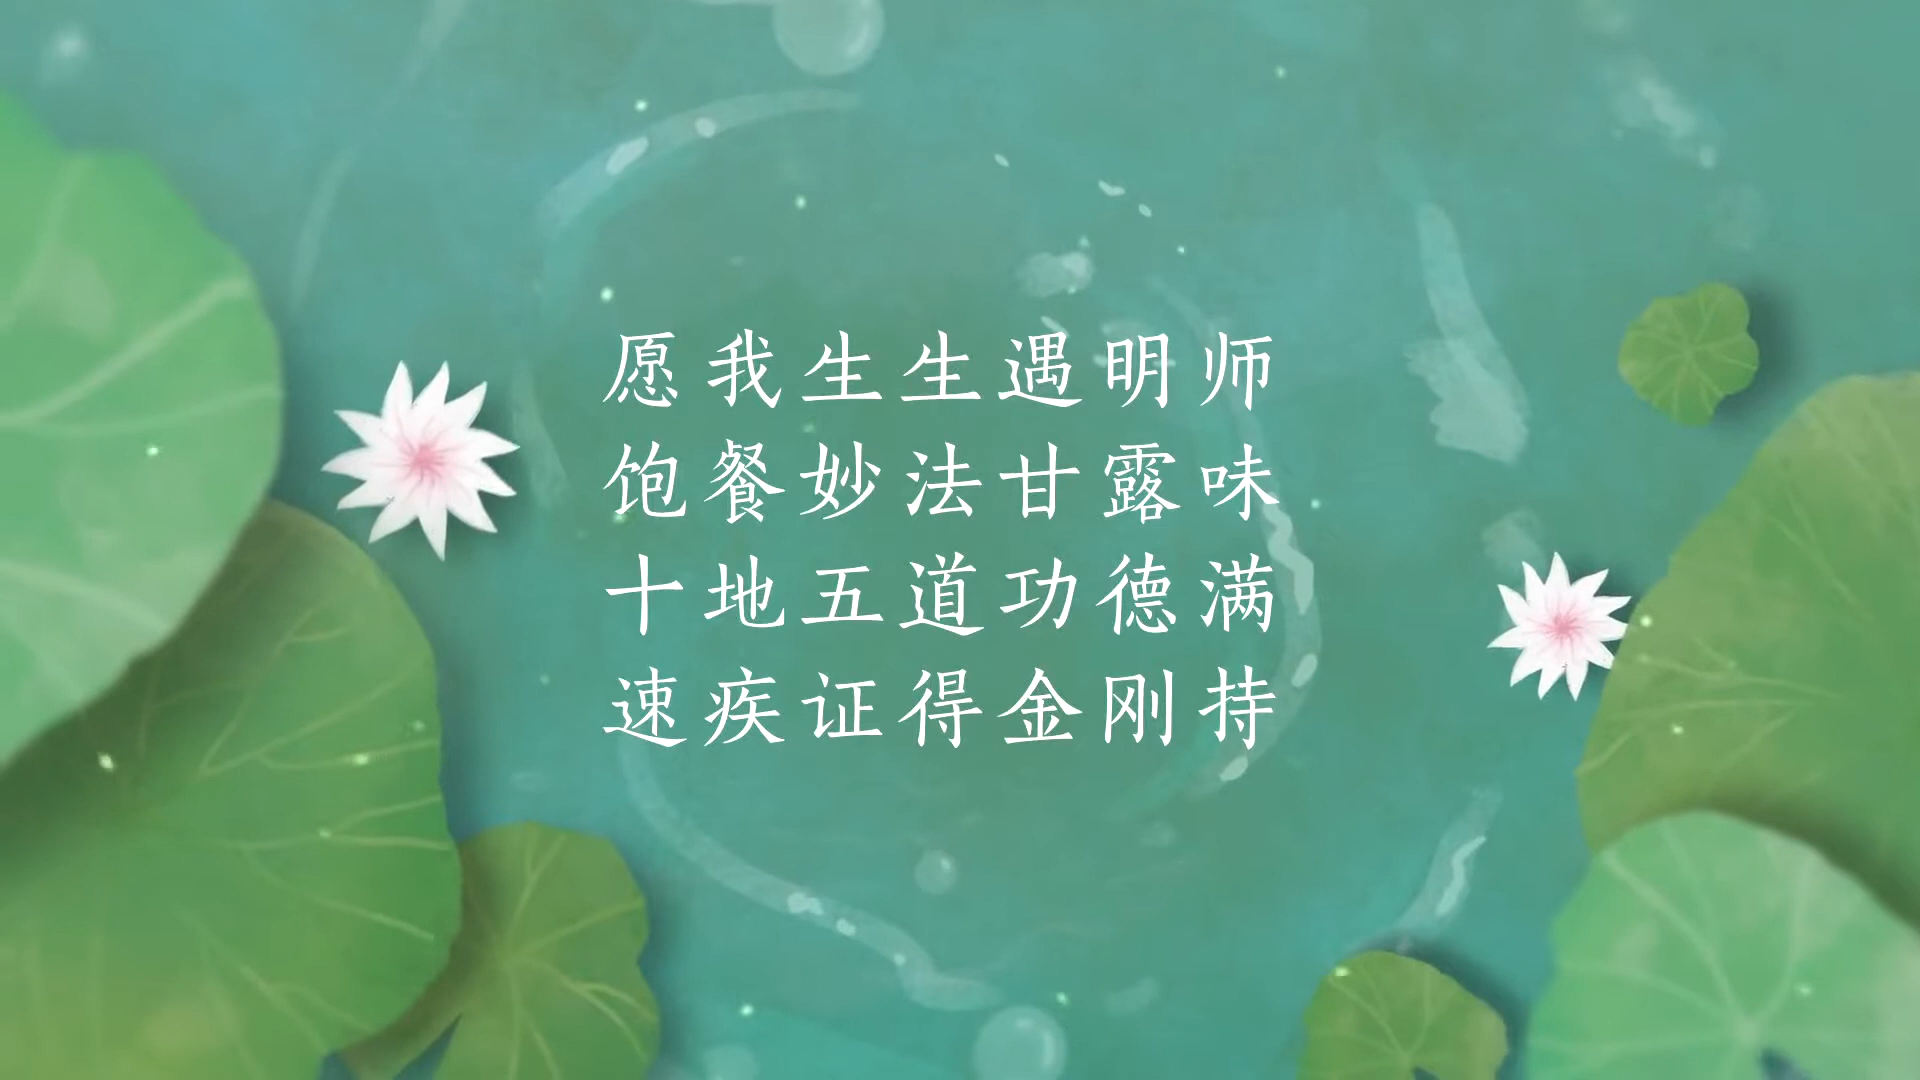 愿我生生遇明师
饱餐妙法甘露味
十地五道功德满
速疾证得金刚持